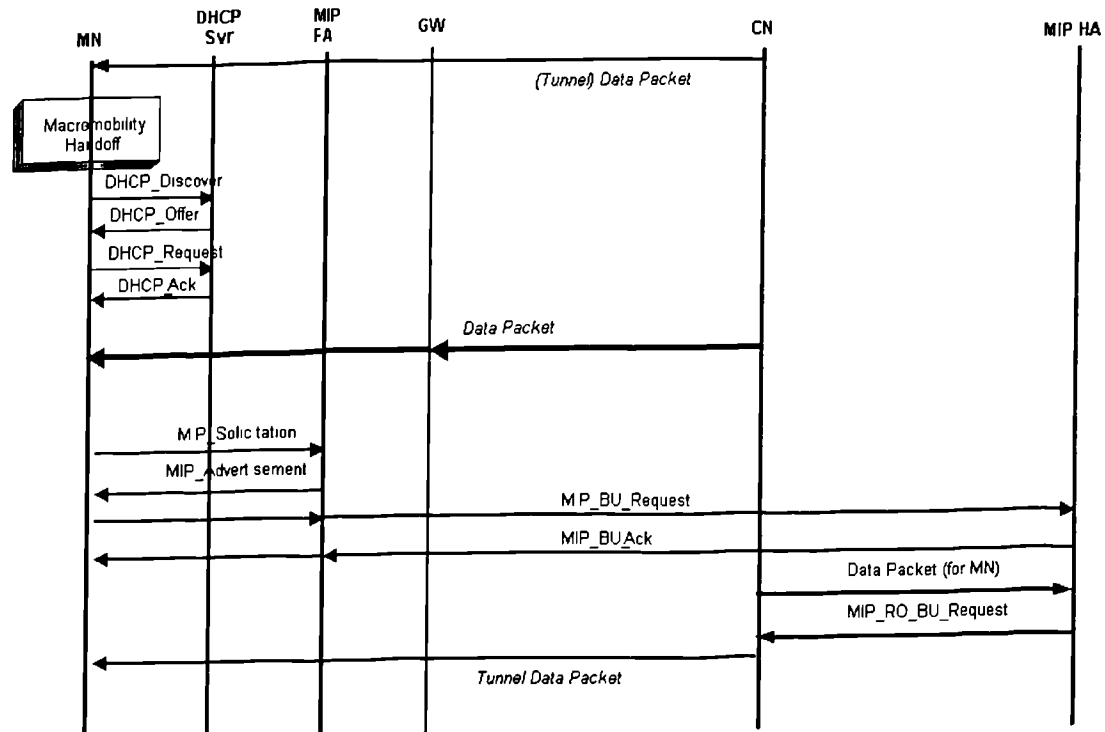 MN
DHCP
Svr
MIP
FA
GW
CN
MIP HA
(Tunnel) Data Packet
Macromobility
Handoff
DHCP_Discover
DHCP_Offer
DHCP_Request
DHCP_Ack
Data Packet
MIP_Solicitation
MIP_Advertisement
MIP_BU_Request
MIP_BU_Ack
Data Packet (for MN)
MIP_RO_BU_Request
Tunnel Data Packet